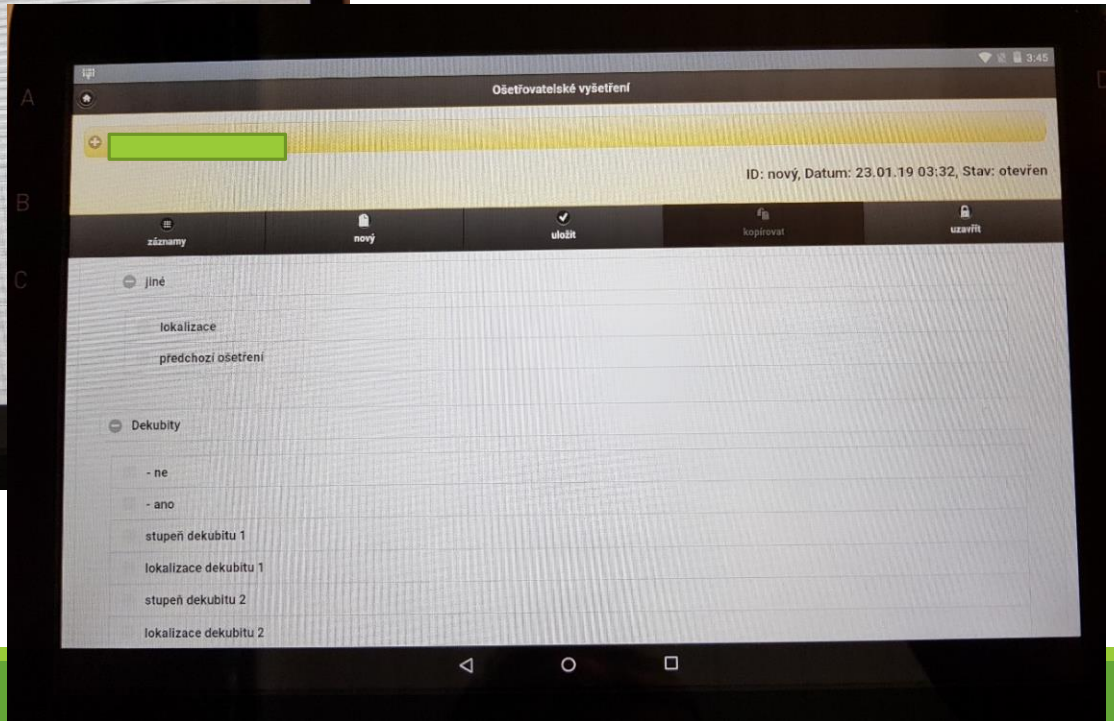 3:45
Ošetřovatelské vyšetření
ID: nový, Datum: 23.01.19 03:32, Stav: otevřen
záznamy nový uložit kopírovat uzavřít
jiné
lokalizace
předchozí ošetření
Dekubity
- ne
- ano
stupeň dekubitu 1
lokalizace dekubitu 1
stupeň dekubitu 2
lokalizace dekubitu 2
A
B
C
D